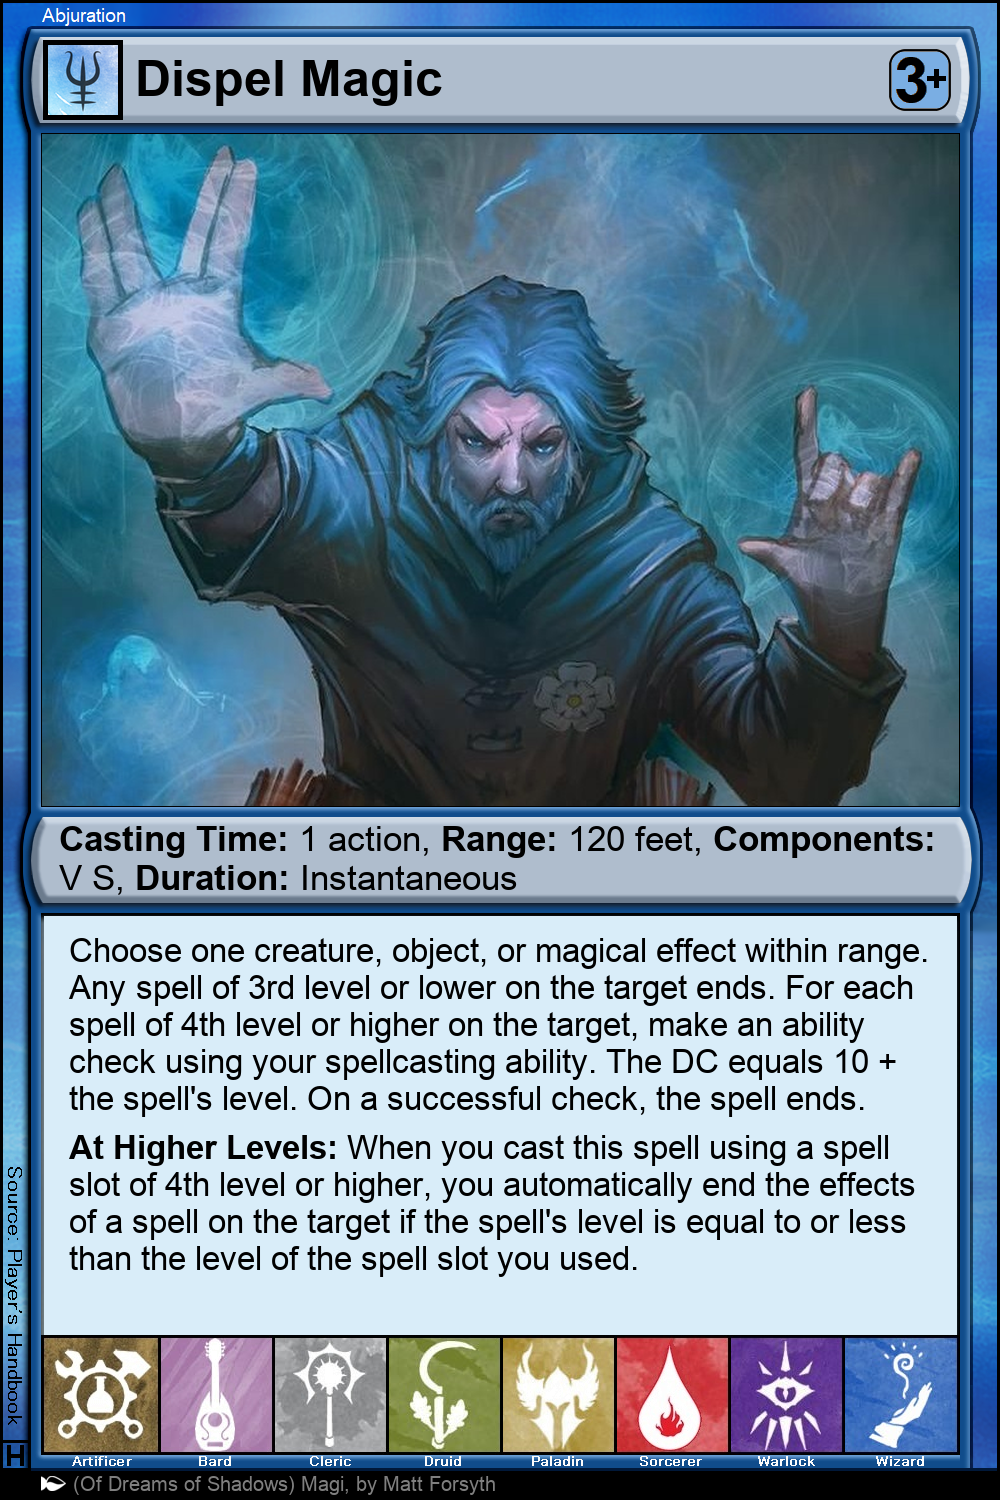 Abjuration
Dispel Magic
3+
Casting Time: 1 action, Range: 120 feet, Components:
V S, Duration: Instantaneous
Choose one creature, object, or magical effect within range.
Any spell of 3rd level or lower on the target ends. For each
spell of 4th level or higher on the target, make an ability
check using your spellcasting ability. The DC equals 10 +
the spell's level. On a successful check, the spell ends.
At Higher Levels: When you cast this spell using a spell
slot of 4th level or higher, you automatically end the effects
of a spell on the target if the spell's level is equal to or less
than the level of the spell slot you used.
Source: Player's Handbook
H
Artificer Bard Cleric Druid Paladin Sorcerer Warlock Wizard
(Of Dreams of Shadows) Magi, by Matt Forsyth